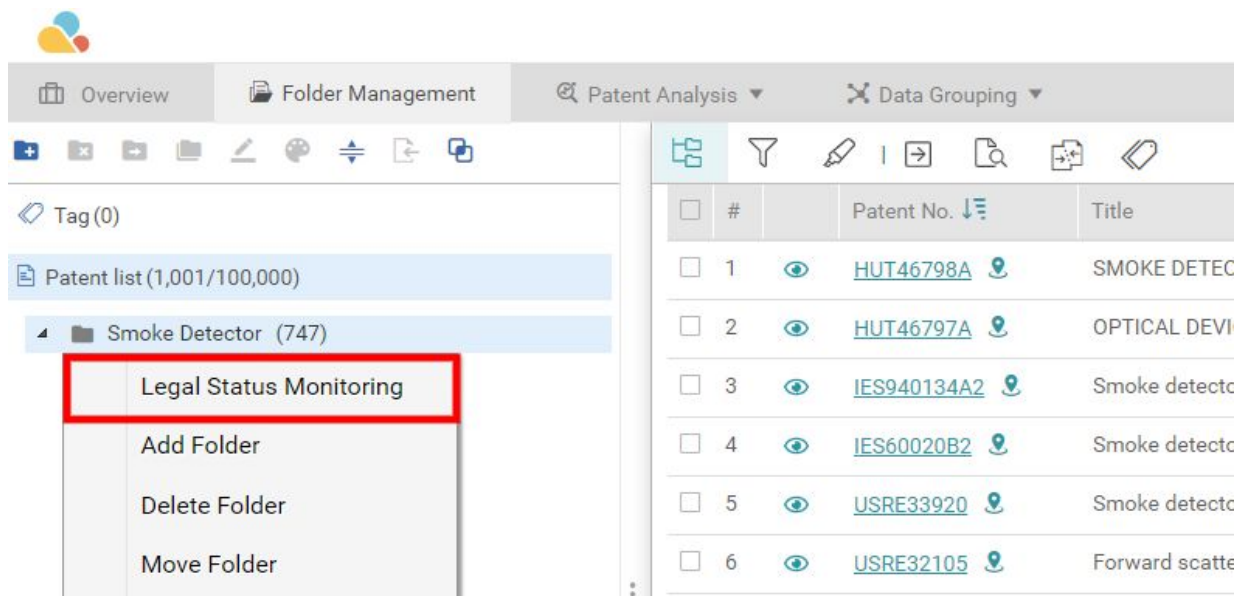 Overview Folder Management Patent Analysis Data Grouping
Tag (0)
Patent list (1,001/100,000)
Smoke Detector (747)
Legal Status Monitoring
Add Folder
Delete Folder
Move Folder
# Patent No. Title
1 HUT46798A SMOKE DETEC
2 HUT46797A OPTICAL DEVI
3 IES940134A2 Smoke detecto
4 IES60020B2 Smoke detecto
5 USRE33920 Smoke detecto
6 USRE32105 Forward scatte